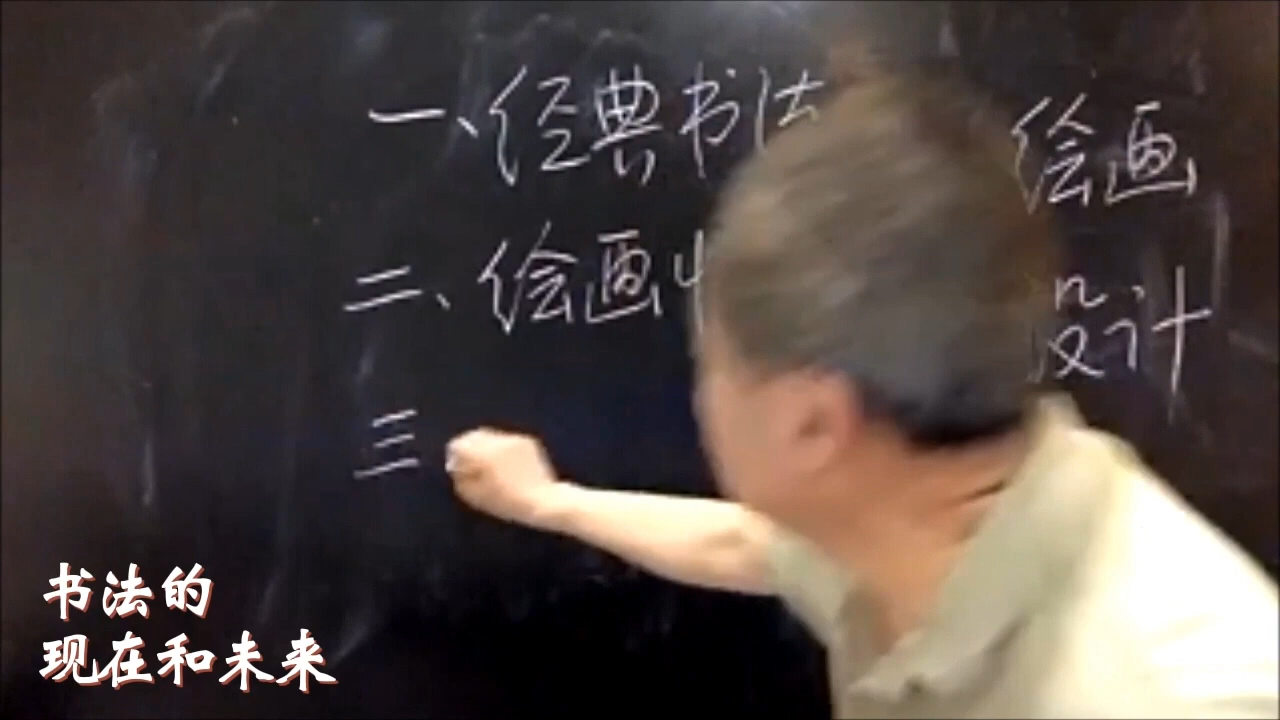 一、经典书法
绘画
二、绘画
设计
三
书法的
现在和未来